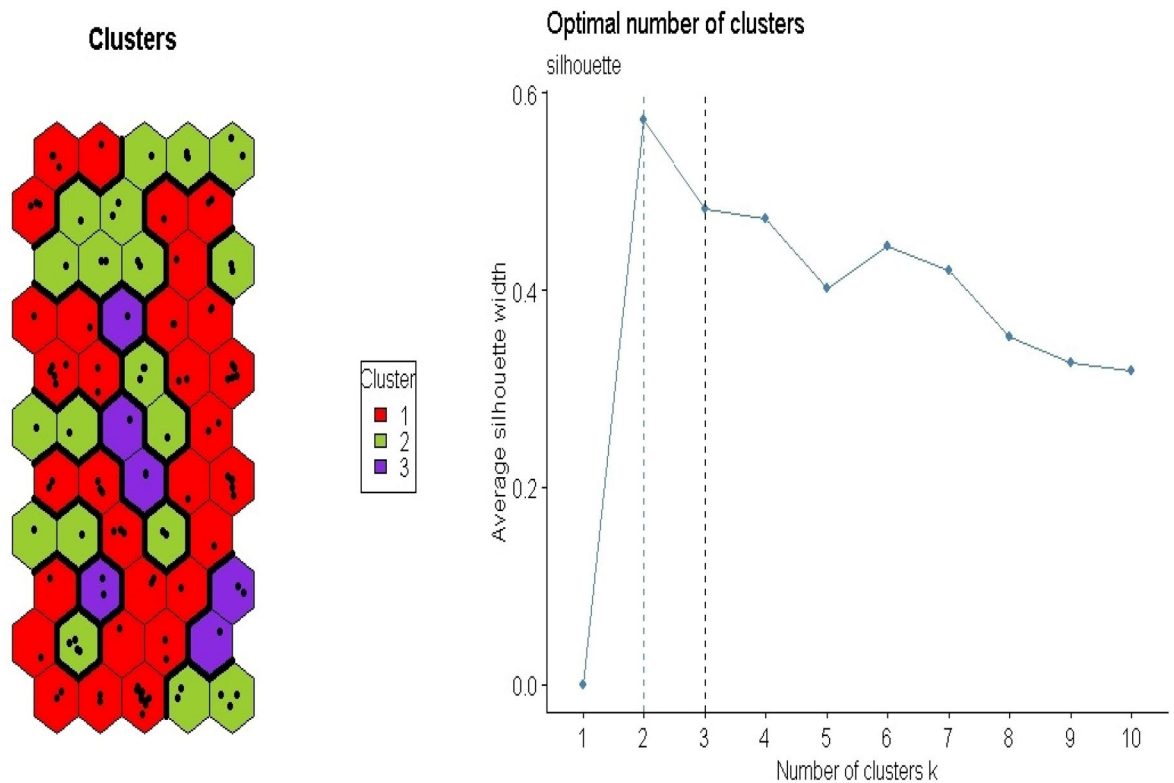 Clusters
Cluster
1
2
3
Optimal number of clusters
silhouette
Average silhouette width
0.6
0.4
0.2
0.0
1 2 3 4 5 6 7 8 9 10
Number of clusters k